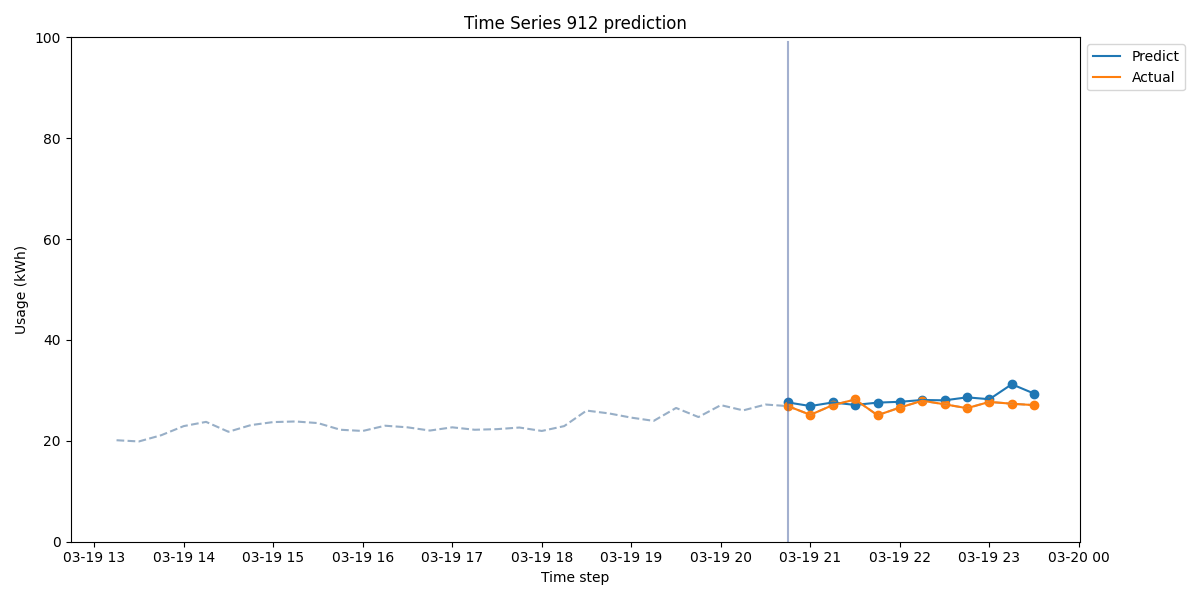 Time Series 912 prediction
100
80
60
40
20
0
Usage (kWh)
03-19 13 03-19 14 03-19 15 03-19 16 03-19 17 03-19 18 03-19 19 03-19 20 03-19 21 03-19 22 03-19 23 03-20 00
Time step
Predict
Actual